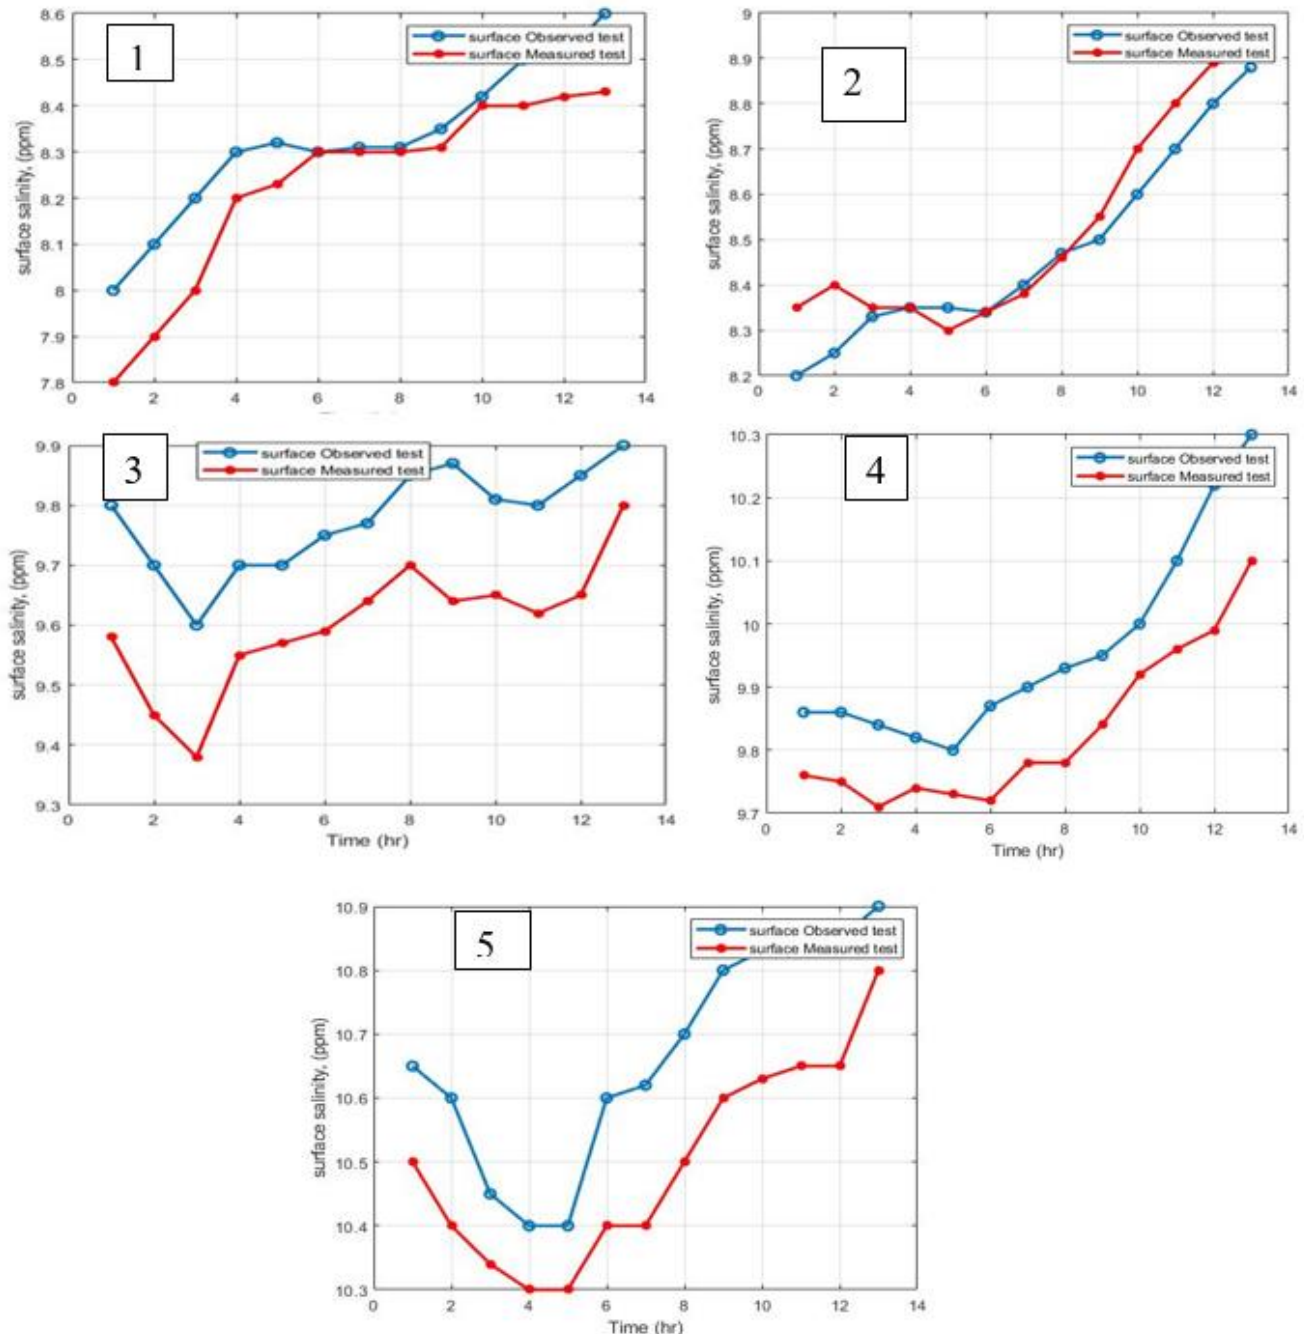 1
surface Observed test
surface Measured test
surface salinity, (ppm)
8.6
8.5
8.4
8.3
8.2
8.1
8
7.9
7.8
0 2 4 6 8 10 12 14
2
surface Observed test
surface Measured test
surface salinity, (ppm)
9
8.9
8.8
8.7
8.6
8.5
8.4
8.3
8.2
0 2 4 6 8 10 12 14
3
surface Observed test
surface Measured test
surface salinity, (ppm)
9.9
9.8
9.7
9.6
9.5
9.4
9.3
0 2 4 6 8 10 12 14
Time (hr)
4
surface Observed test
surface Measured test
surface salinity, (ppm)
10.3
10.2
10.1
10
9.9
9.8
9.7
0 2 4 6 8 10 12 14
Time (hr)
5
surface Observed test
surface Measured test
surface salinity, (ppm)
10.9
10.8
10.7
10.6
10.5
10.4
10.3
0 2 4 6 8 10 12 14
Time (hr)